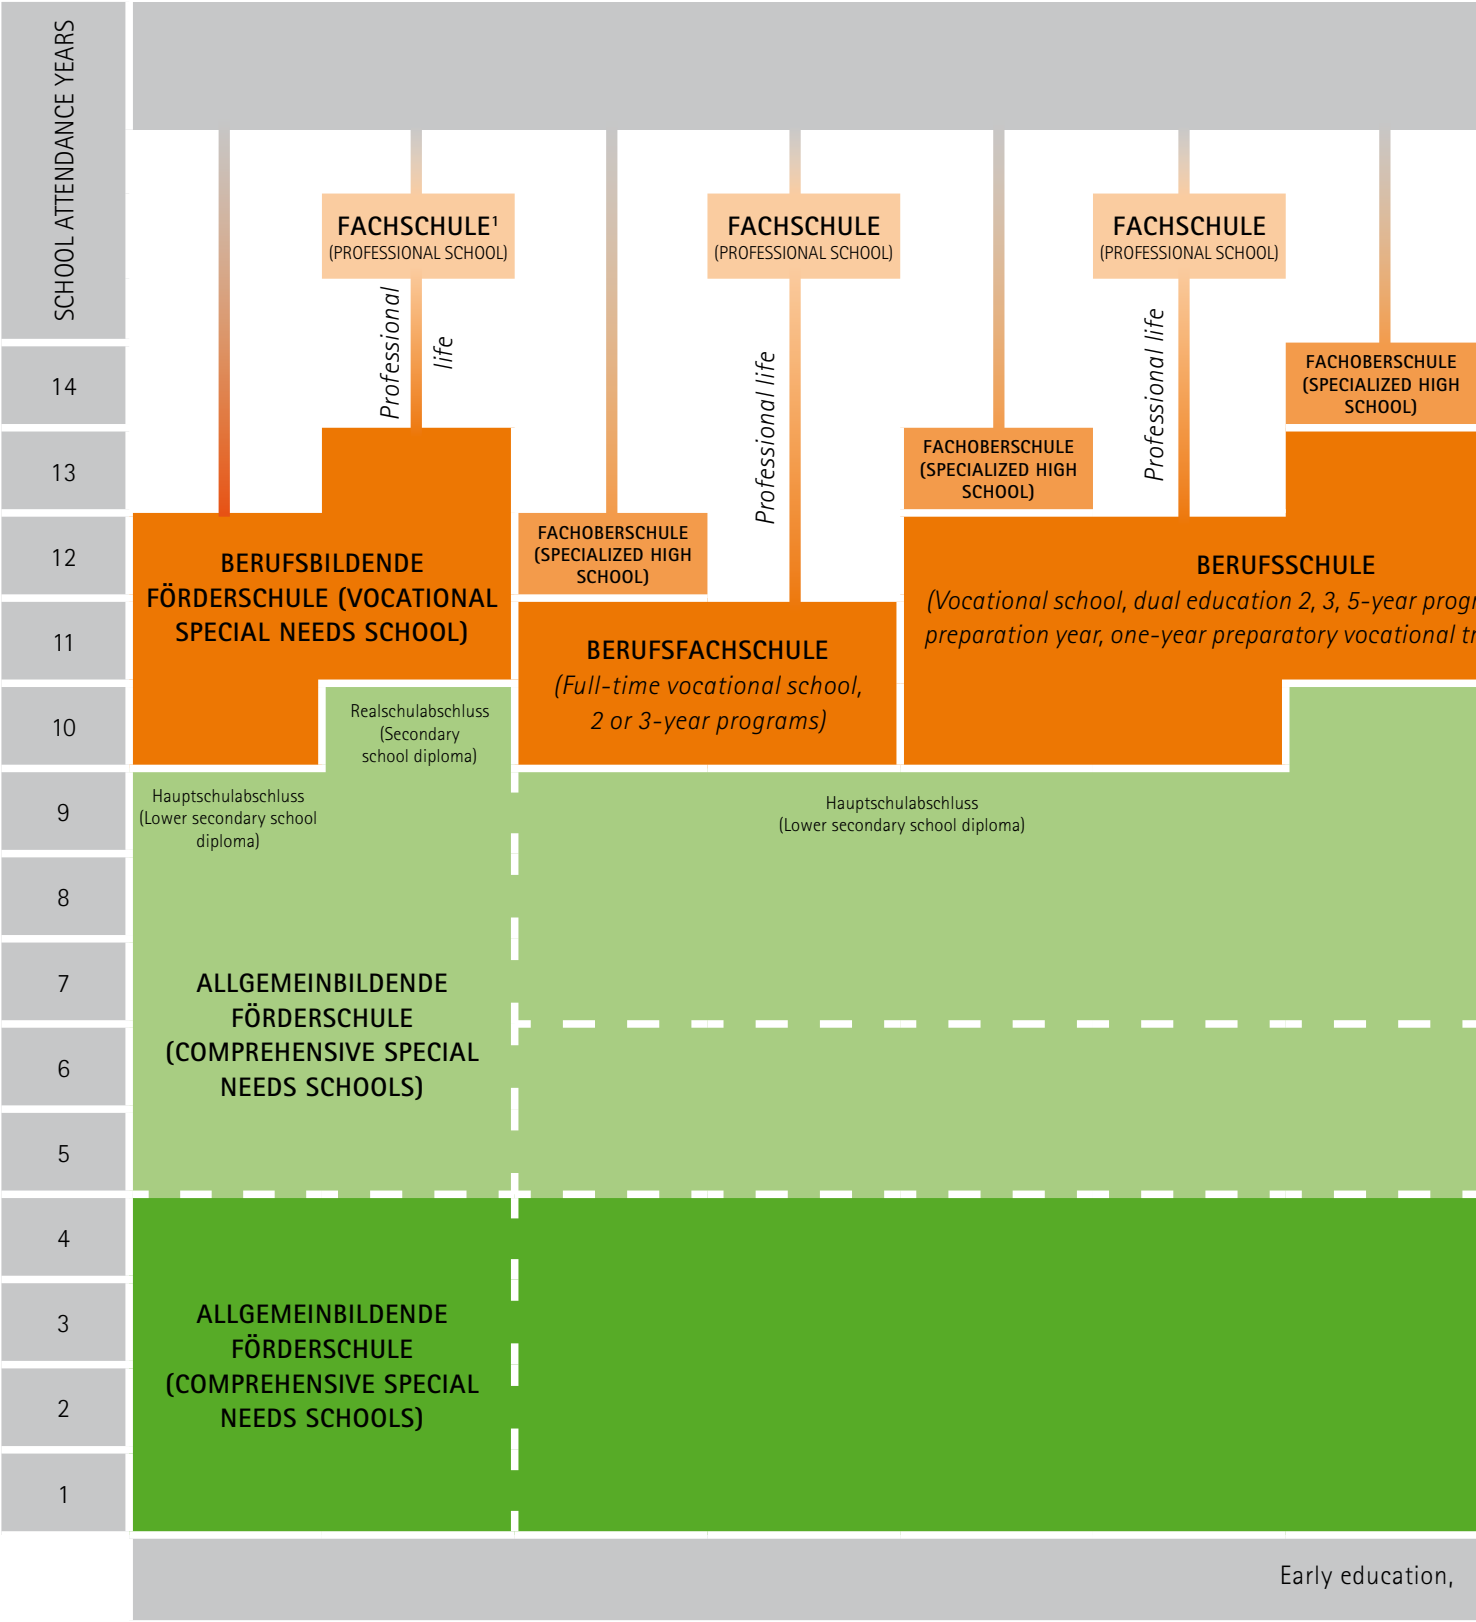 SCHOOL ATTENDANCE YEARS
FACHSCHULE¹
(PROFESSIONAL SCHOOL)
FACHSCHULE
(PROFESSIONAL SCHOOL)
FACHSCHULE
(PROFESSIONAL SCHOOL)
Professional
life
Professional life
Professional life
14
FACHOBERSCHULE
(SPECIALIZED HIGH
SCHOOL)
13
FACHOBERSCHULE
(SPECIALIZED HIGH
SCHOOL)
12
BERUFSBILDENDE
FÖRDERSCHULE (VOCATIONAL
SPECIAL NEEDS SCHOOL)
FACHOBERSCHULE
(SPECIALIZED HIGH
SCHOOL)
BERUFSSCHULE
(Vocational school, dual education 2, 3, 5-year progr
preparation year, one-year preparatory vocational tr
11
BERUFSFACHSCHULE
(Full-time vocational school,
2 or 3-year programs)
10
Realschulabschluss
(Secondary
school diploma)
9
Hauptschulabschluss
(Lower secondary school
diploma)
Hauptschulabschluss
(Lower secondary school diploma)
8
7
ALLGEMEINBILDENDE
FÖRDERSCHULE
(COMPREHENSIVE SPECIAL
NEEDS SCHOOLS)
6
5
4
3
ALLGEMEINBILDENDE
FÖRDERSCHULE
(COMPREHENSIVE SPECIAL
NEEDS SCHOOLS)
2
1
Early education,